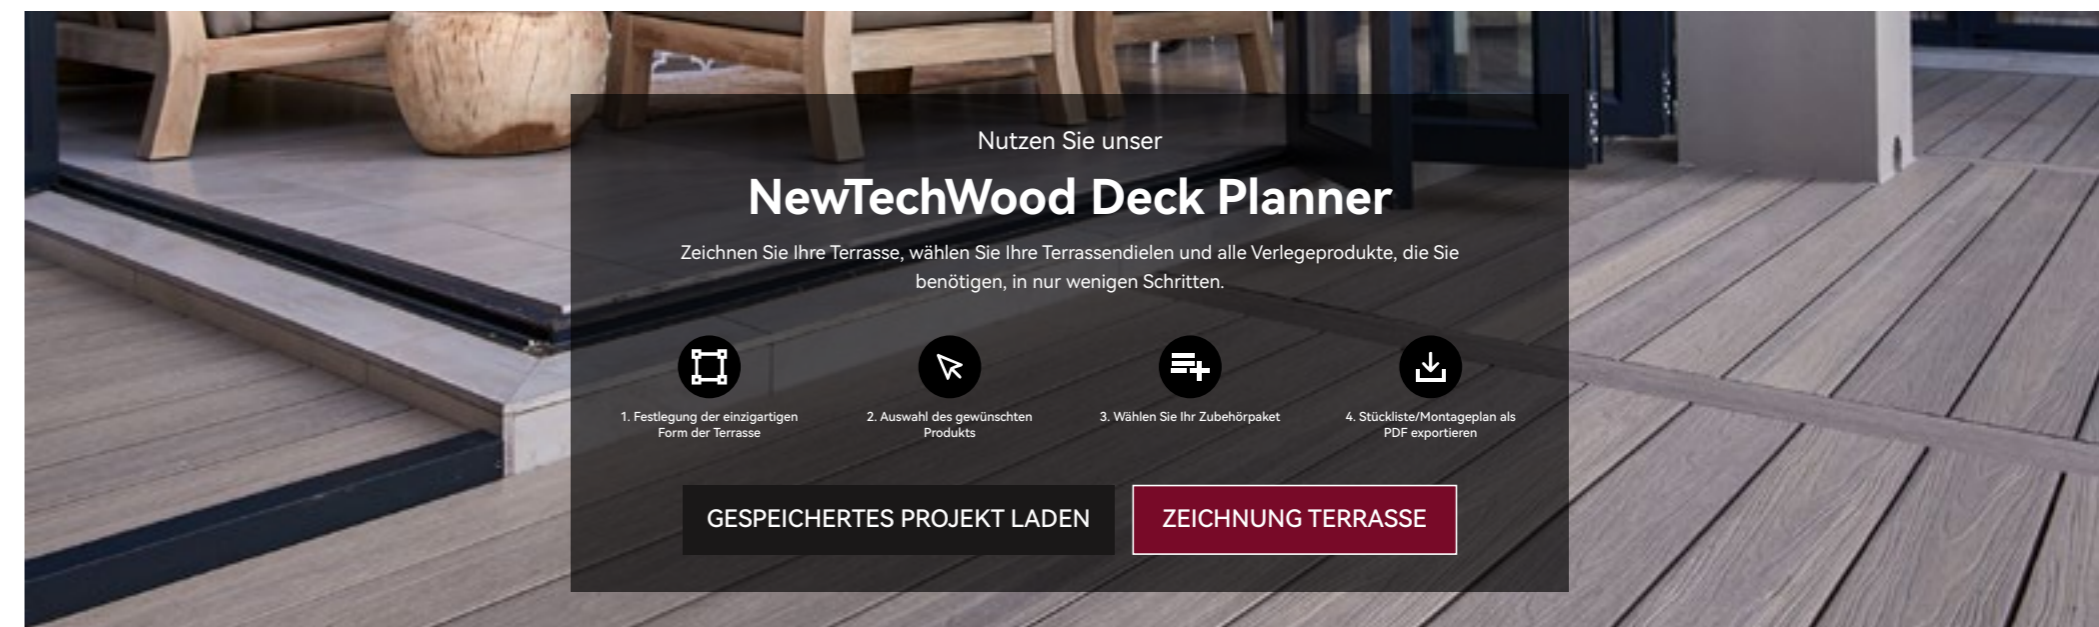 Nutzen Sie unser
NewTechWood Deck Planner
Zeichnen Sie Ihre Terrasse, wählen Sie Ihre Terrassendielen und alle Verlegeprodukte, die Sie
benötigen, in nur wenigen Schritten.
1. Festlegung der einzigartigen
Form der Terrasse
2. Auswahl des gewünschten
Produkts
3. Wählen Sie Ihr Zubehörpaket
4. Stückliste/Montageplan als
PDF exportieren
GESPEICHERTES PROJEKT LADEN
ZEICHNUNG TERRASSE